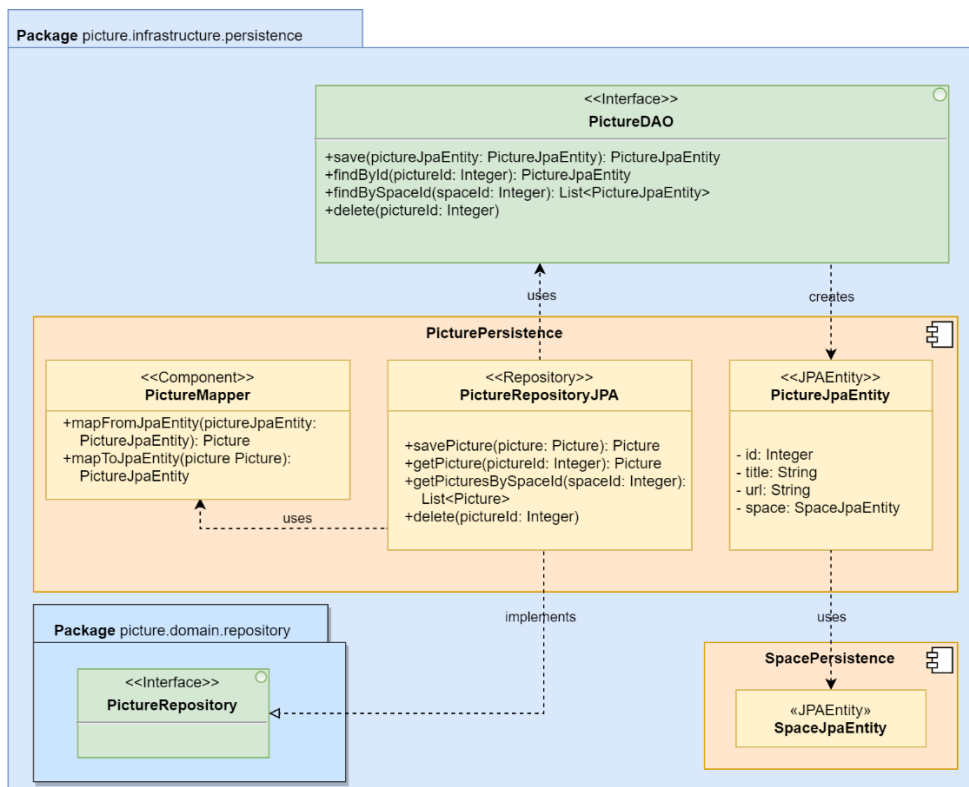 Package picture.infrastructure.persistence
<<Interface>>
PictureDAO
+save(pictureJpaEntity: PictureJpaEntity): PictureJpaEntity
+findById(pictureId: Integer): PictureJpaEntity
+findBySpaceId(spaceId: Integer): List<PictureJpaEntity>
+delete(pictureId: Integer)
uses
creates
PicturePersistence
<<Component>>
PictureMapper
+mapFromJpaEntity(pictureJpaEntity:
PictureJpaEntity): Picture
+mapToJpaEntity(picture Picture):
PictureJpaEntity
<<Repository>>
PictureRepositoryJPA
+savePicture(picture: Picture): Picture
+getPicture(pictureId: Integer): Picture
+getPicturesBySpaceId(spaceId: Integer):
List<Picture>
+delete(pictureId: Integer)
<<JPAEntity>>
PictureJpaEntity
- id: Integer
- title: String
- url: String
- space: SpaceJpaEntity
uses
implements
uses
Package picture.domain.repository
<<Interface>>
PictureRepository
SpacePersistence
«JPAEntity»
SpaceJpaEntity